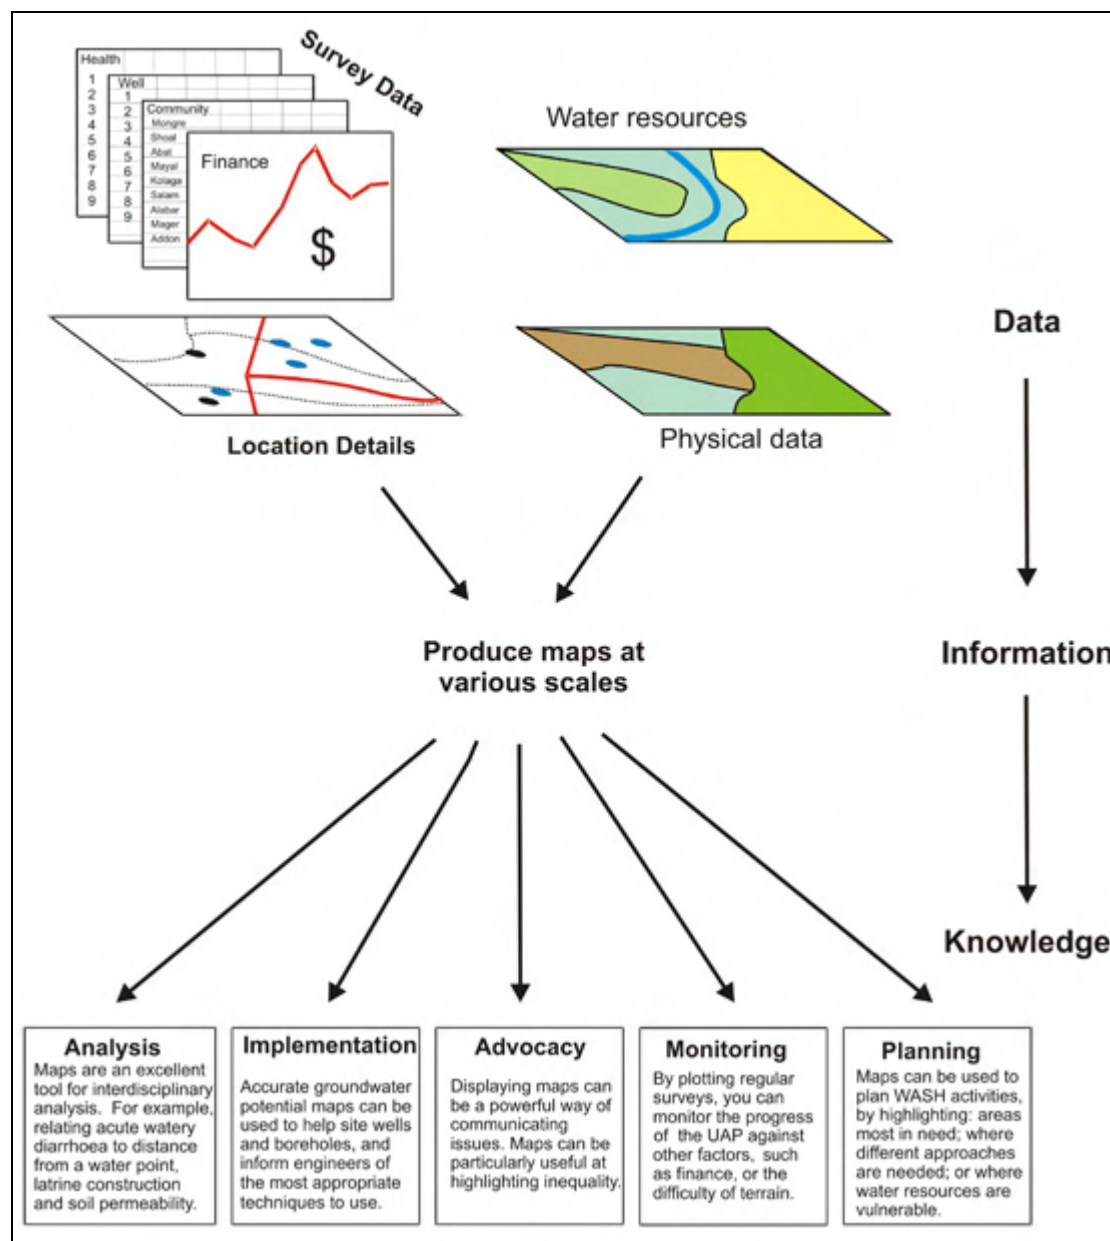 Survey Data
Health
1
2
3
4
5
6
7
8
9
Well
1
2
3
4
5
6
7
8
9
Community
Mongre
Shoal
Abat
Mayal
Kolaga
Salam
Alabar
Mager
Addon
Finance
$
Water resources
Location Details
Physical data
Data
Produce maps at
various scales
Information
Knowledge
Analysis
Maps are an excellent
tool for interdisciplinary
analysis. For example,
relating acute watery
diarrhoea to distance
from a water point,
latrine construction
and soil permeability.
Implementation
Accurate groundwater
potential maps can be
used to help site wells
and boreholes, and
inform engineers of
the most appropriate
techniques to use.
Advocacy
Displaying maps can
be a powerful way of
communicating
issues. Maps can be
particularly useful at
highlighting inequality.
Monitoring
By plotting regular
surveys, you can
monitor the progress
of the UAP against
other factors, such
as finance, or the
difficulty of terrain.
Planning
Maps can be used to
plan WASH activities,
by highlighting: areas
most in need; where
different approaches
are needed; or where
water resources are
vulnerable.